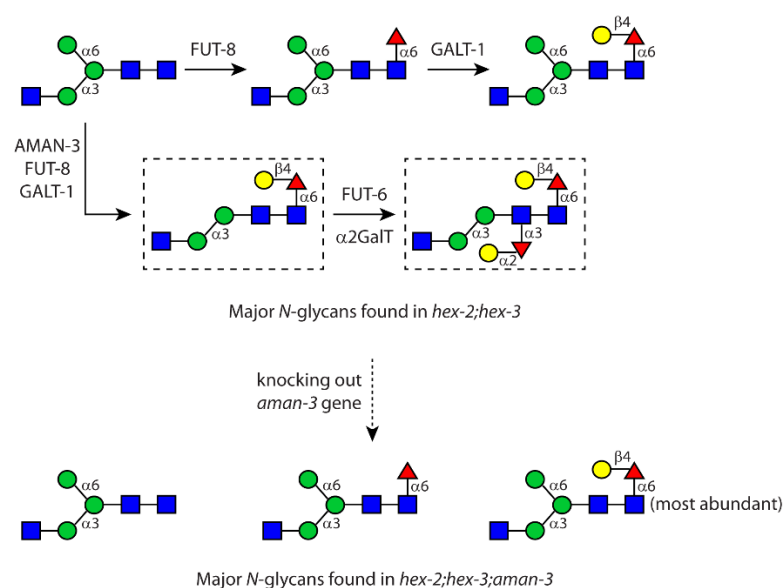 FUT-8
GALT-1
α6
α3
α6
α3
α6
β4
α6
α3
α6
AMAN-3
FUT-8
GALT-1
β4
α6
α3
FUT-6
α2GalT
β4
α6
α3
α3
α2
Major N-glycans found in hex-2;hex-3
knocking out
aman-3 gene
α6
α3
α6
α3
α6
β4
α6
α3
α6
(most abundant)
Major N-glycans found in hex-2;hex-3;aman-3